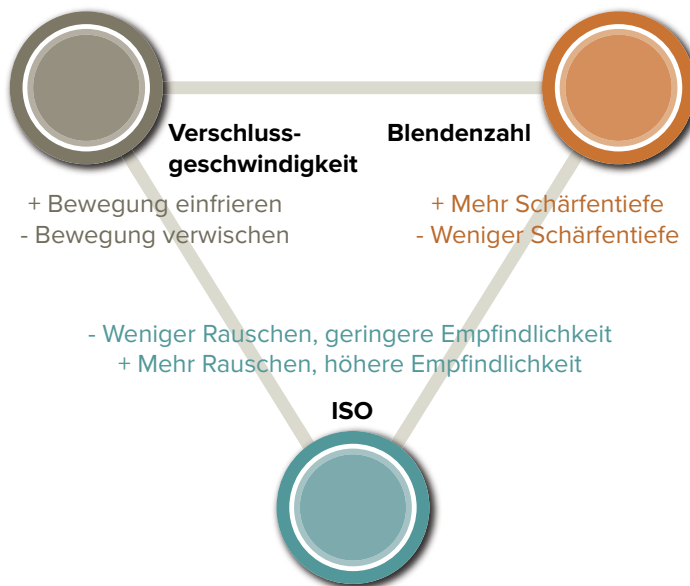 Verschluss-
geschwindigkeit
Blendenzahl
+ Bewegung einfrieren
- Bewegung verwischen
+ Mehr Schärfentiefe
- Weniger Schärfentiefe
- Weniger Rauschen, geringere Empfindlichkeit
+ Mehr Rauschen, höhere Empfindlichkeit
ISO